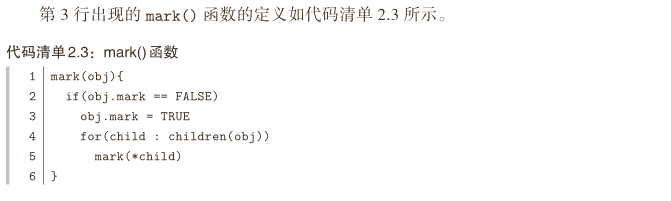 第 3 行出现的 mark() 函数的定义如代码清单 2.3 所示。
代码清单2.3：mark()函数
1 mark(obj){
2   if(obj.mark == FALSE)
3     obj.mark = TRUE
4     for(child : children(obj))
5       mark(*child)
6 }